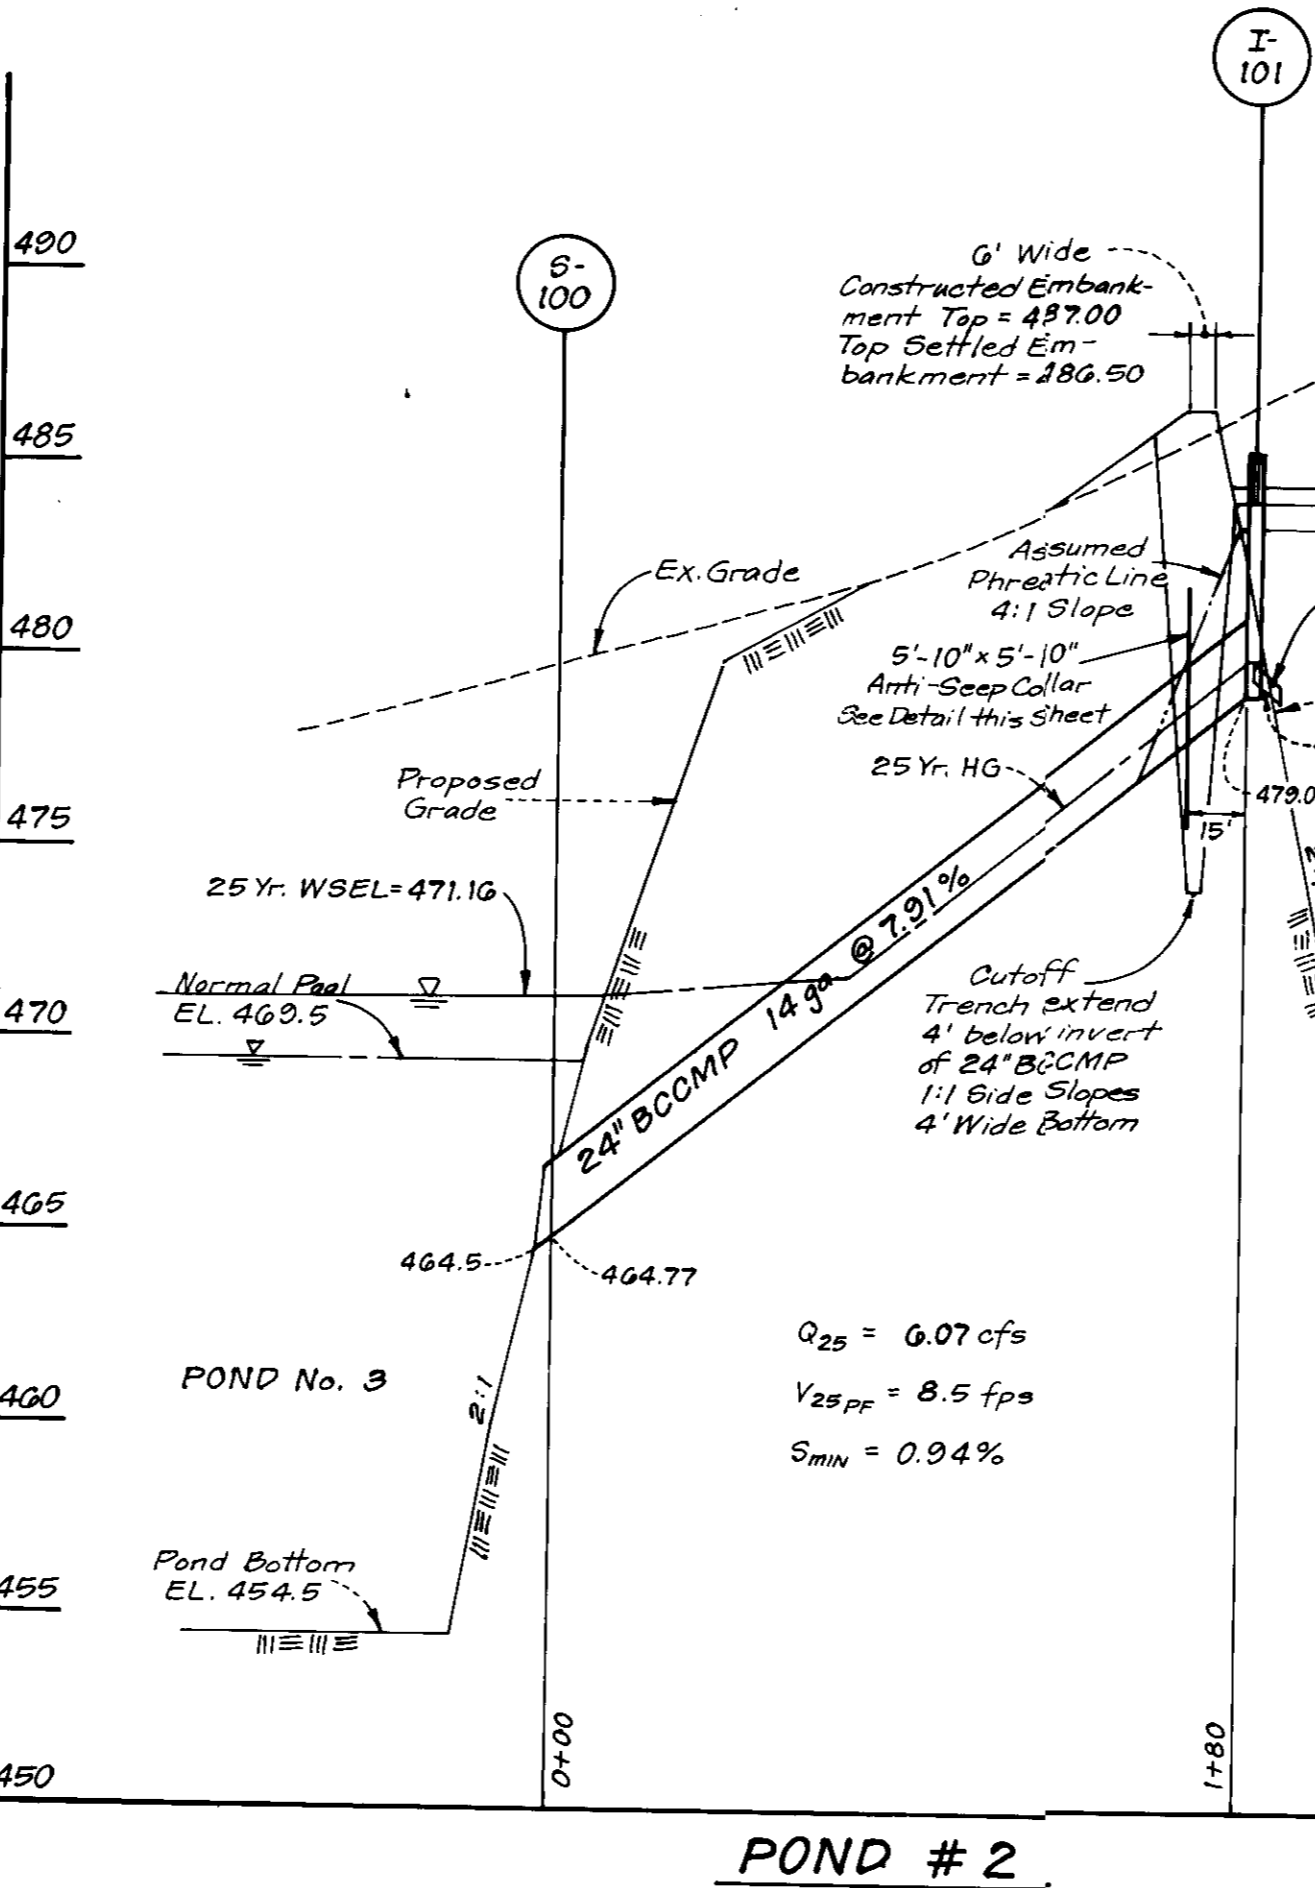 I-
101
490
S-
100
6' Wide
Constructed Embank-
ment Top = 487.00
Top Settled Em-
bankment = 486.50
485
Ex. Grade
Assumed
Phreatic Line
4:1 Slope
480
5'-10" x 5'-10"
Anti-Seep Collar
See Detail this Sheet
Proposed
Grade
25 Yr. HG
479.0
475
15'
25 Yr. WSEL = 471.16
24" BCCMP 14 ga @ 7.91%
Normal Pool
EL. 469.5
470
Cutoff
Trench extend
4' below invert
of 24" BCCMP
1:1 Side Slopes
4' Wide Bottom
465
464.5
464.77
Q25 = 6.07 cfs
POND No. 3
V25PF = 8.5 fps
460
2:1
SMIN = 0.94%
Pond Bottom
EL. 454.5
455
0+00
1+80
450
POND # 2